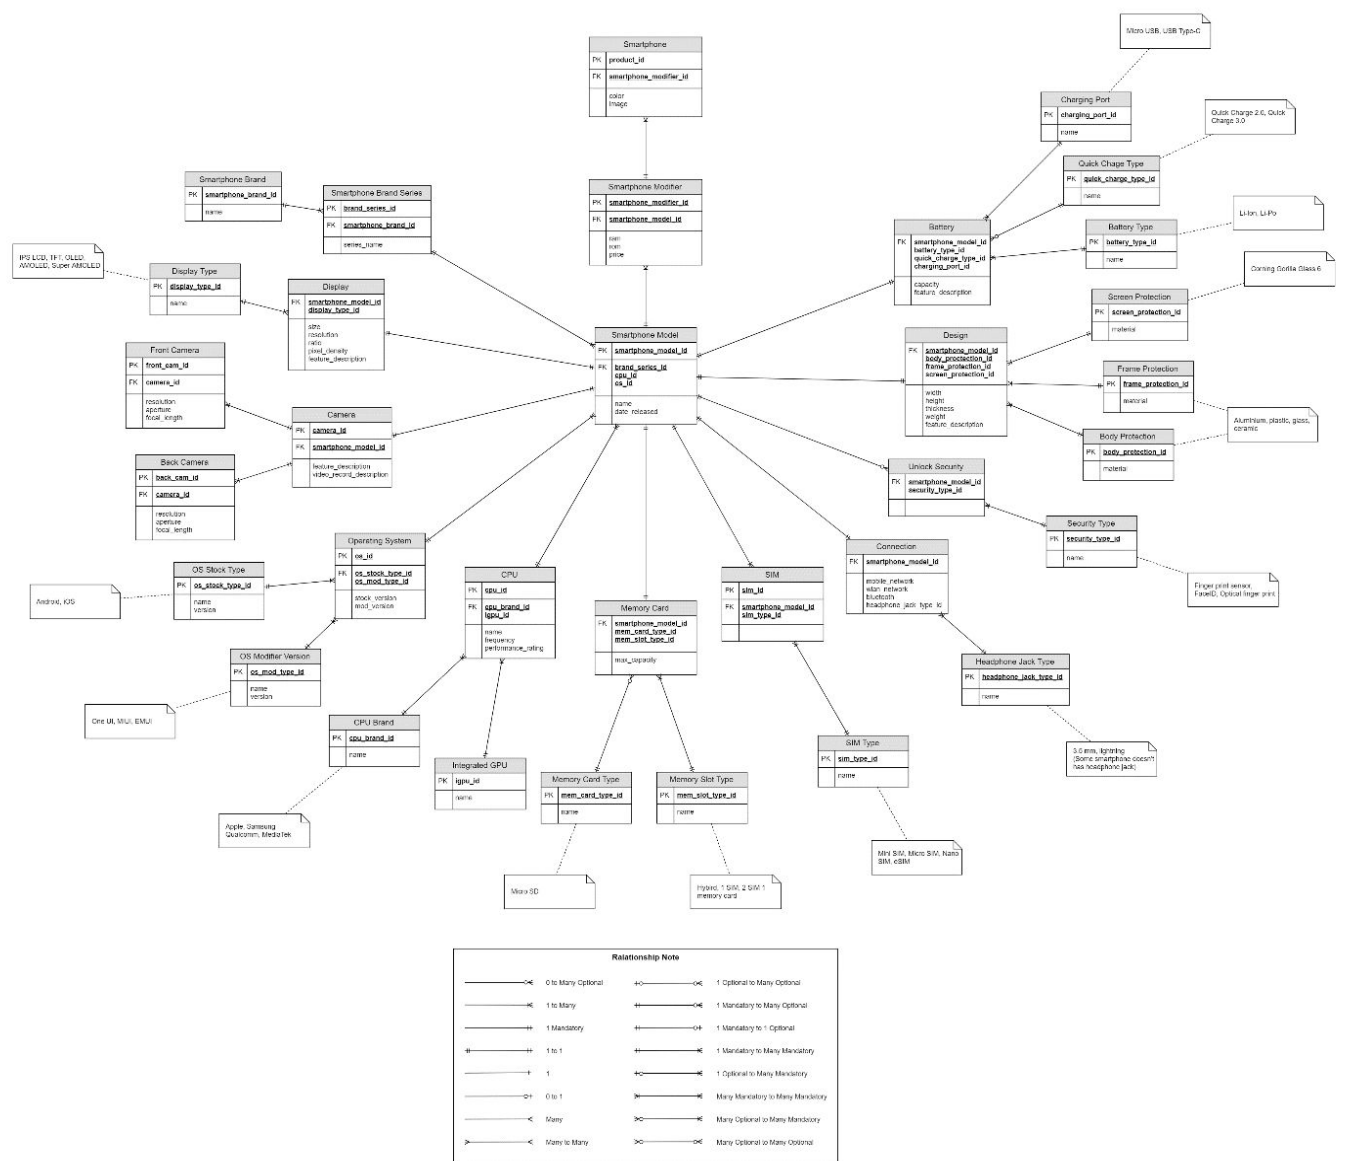 Micro USB, USB Type-C
Smartphone
PK product_id
FK smartphone_modifier_id
color
image
Charging Port
PK charging_port_id
name
Quick Charge 2.0, Quick
Charge 3.0
Quick Chage Type
PK quick_charge_type_id
name
Smartphone Brand
PK smartphone_brand_id
name
Smartphone Brand Series
PK brand_series_id
FK smartphone_brand_id
series_name
Smartphone Modifier
PK smartphone_modifier_id
FK smartphone_model_id
ram
rom
price
Battery
FK smartphone_model_id
battery_type_id
quick_charge_type_id
charging_port_id
capacity
feature_description
Li-Ion, Li-Po
Battery Type
PK battery_type_id
name
IPS LCD, TFT, OLED,
AMOLED, Super AMOLED
Display Type
PK display_type_id
name
Display
FK smartphone_model_id
display_type_id
size
resolution
ratio
pixel_density
feature_description
Corning Gorilla Glass 6
Screen Protection
PK screen_protection_id
material
Smartphone Model
PK smartphone_model_id
FK brand_series_id
cpu_id
os_id
name
date_released
Design
FK smartphone_model_id
body_proctection_id
frame_protection_id
screen_protection_id
width
height
thickness
weight
feature_description
Front Camera
PK front_cam_id
FK camera_id
resolution
aperture
focal_length
Frame Protection
PK frame_protection_id
material
Camera
PK camera_id
FK smartphone_model_id
feature_description
video_record_description
Aluminium, plastic, glass,
ceramic
Body Protection
PK body_protection_id
material
Back Camera
PK back_cam_id
FK camera_id
resolution
aperture
focal_length
Unlock Security
FK smartphone_model_id
security_type_id
Security Type
PK security_type_id
name
Operating System
PK os_id
FK os_stock_type_id
os_mod_type_id
stock_version
mod_version
Connection
FK smartphone_model_id
mobile_network
wlan_network
bluetooth
headphone_jack_type_id
OS Stock Type
PK os_stock_type_id
name
version
Android, iOS
CPU
PK cpu_id
FK cpu_brand_id
igpu_id
name
frequency
performance_rating
SIM
PK sim_id
FK smartphone_model_id
sim_type_id
Finger print sensor,
FaceID, Optical finger print
Memory Card
FK smartphone_model_id
mem_card_type_id
mem_slot_type_id
max_capacity
OS Modifier Version
PK os_mod_type_id
name
version
Headphone Jack Type
PK headphone_jack_type_id
name
One UI, MIUI, EMUI
CPU Brand
PK cpu_brand_id
name
SIM Type
PK sim_type_id
name
3.5 mm, lightning
(Some smartphone doesn't
has headphone jack)
Integrated GPU
PK igpu_id
name
Memory Card Type
PK mem_card_type_id
name
Memory Slot Type
PK mem_slot_type_id
name
Apple, Samsung
Qualcomm, MediaTek
Mini SIM, Micro SIM, Nano
SIM, eSIM
Micro SD
Hybird, 1 SIM, 2 SIM 1
memory card
Ralationship Note
0 to Many Optional
1 Optional to Many Optional
1 to Many
1 Mandatory to Many Optional
1 Mandatory
1 Mandatory to 1 Optional
1 to 1
1 Mandatory to Many Mandatory
1
1 Optional to Many Mandatory
0 to 1
Many Mandatory to Many Mandatory
Many
Many Optional to Many Mandatory
Many to Many
Many Optional to Many Optional